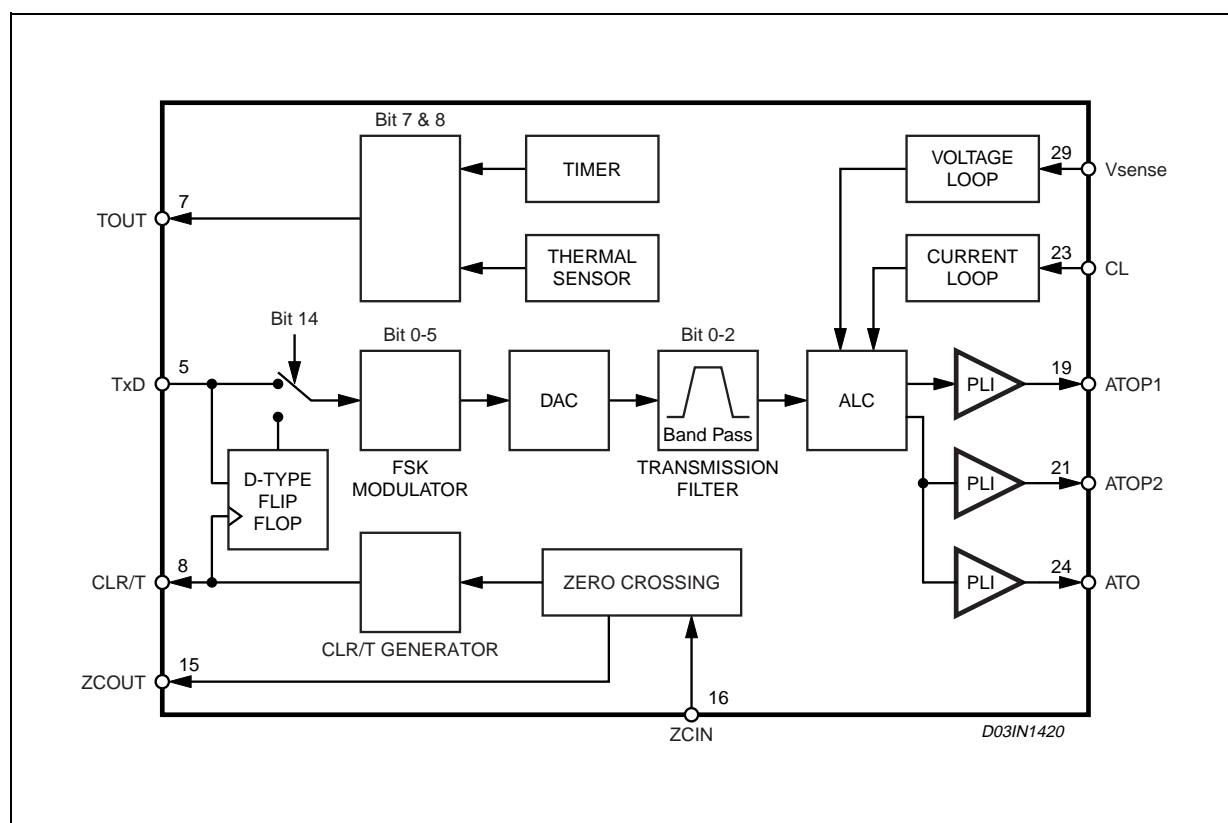 Bit 7 & 8
TIMER
VOLTAGE
LOOP
29
Vsense
7
TOUT
THERMAL
SENSOR
CURRENT
LOOP
23
CL
Bit 14
Bit 0-5
Bit 0-2
5
TxD
DAC
Band Pass
ALC
PLI
19
ATOP1
FSK
MODULATOR
TRANSMISSION
FILTER
D-TYPE
FLIP
FLOP
PLI
21
ATOP2
8
CLR/T
ZERO CROSSING
PLI
24
ATO
CLR/T GENERATOR
15
ZCOUT
16
ZCIN
D03IN1420